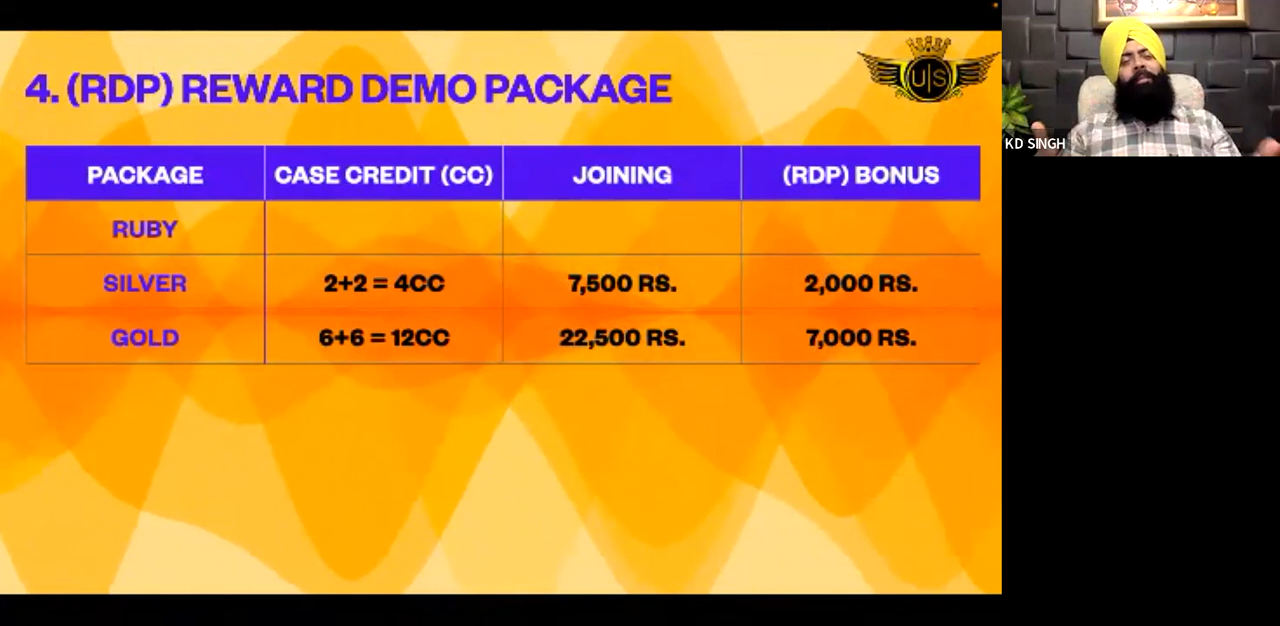 4. (RDP) REWARD DEMO PACKAGE
U|S
PACKAGE CASE CREDIT (CC) JOINING (RDP) BONUS
RUBY
SILVER 2+2 = 4CC 7,500 RS. 2,000 RS.
GOLD 6+6 = 12CC 22,500 RS. 7,000 RS.
KD SINGH